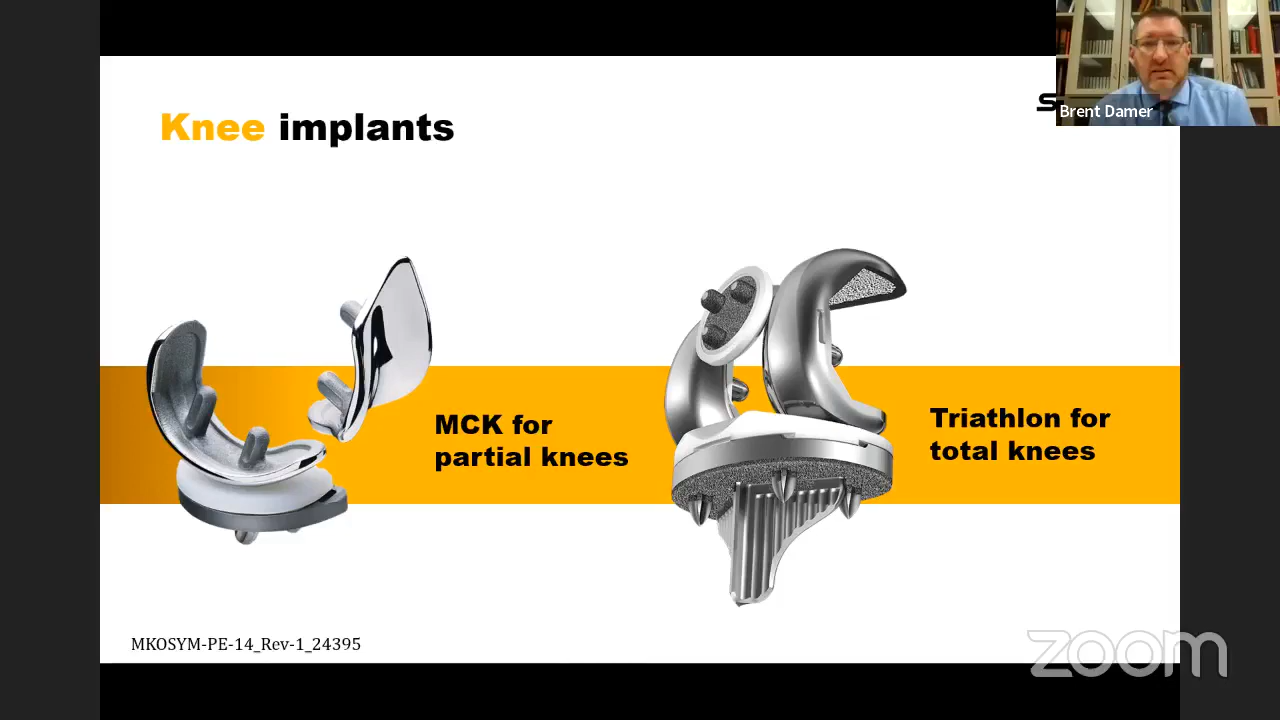 Knee implants
Brent Damer
MCK for
partial knees
Triathlon for
total knees
MKOSYM-PE-14_Rev-1_24395
zoom